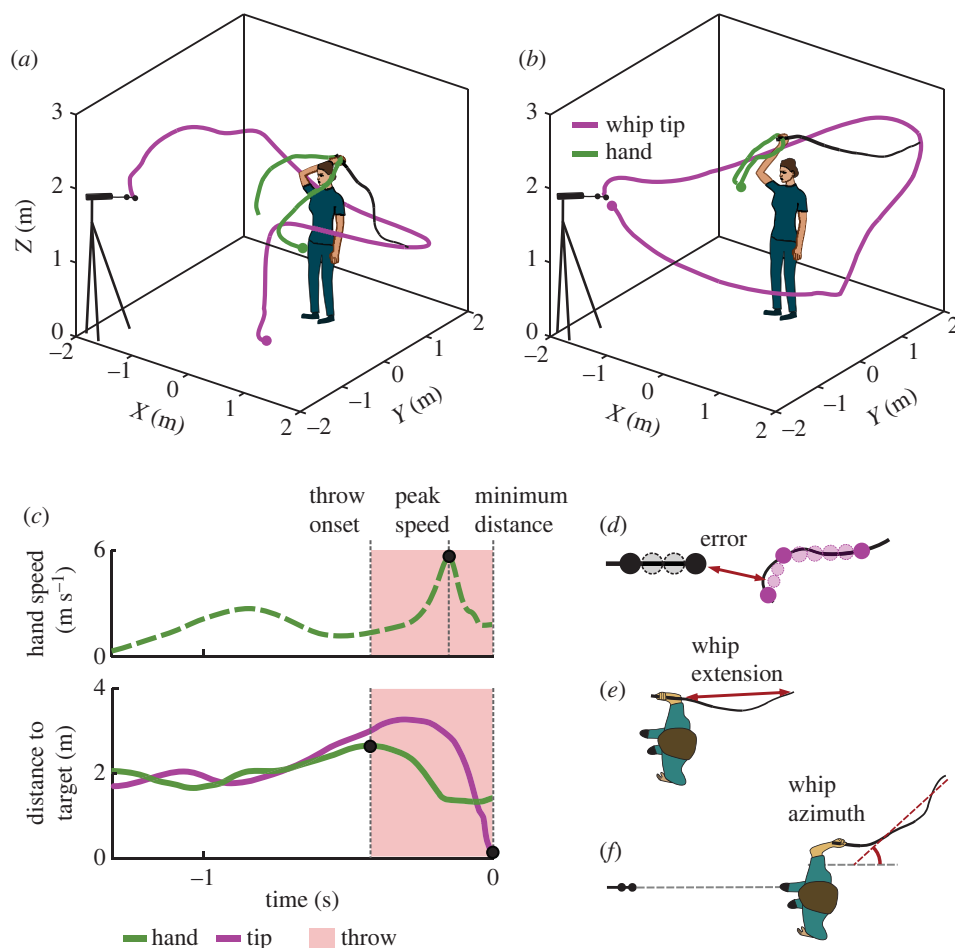 (a)
3
2
Z (m)
1
0
–2
–1
0
X (m)
1
2
–2
–1
0
Y (m)
1
2
(b)
3
whip tip
hand
2
1
0
–2
–1
0
X (m)
1
2
–2
–1
0
Y (m)
1
2
(c)
throw
onset
peak
speed
minimum
distance
6
hand speed
(m s⁻¹)
0
4
distance to
target (m)
2
0
–1
0
time (s)
hand
tip
throw
(d)
error
(e)
whip
extension
(f)
whip
azimuth